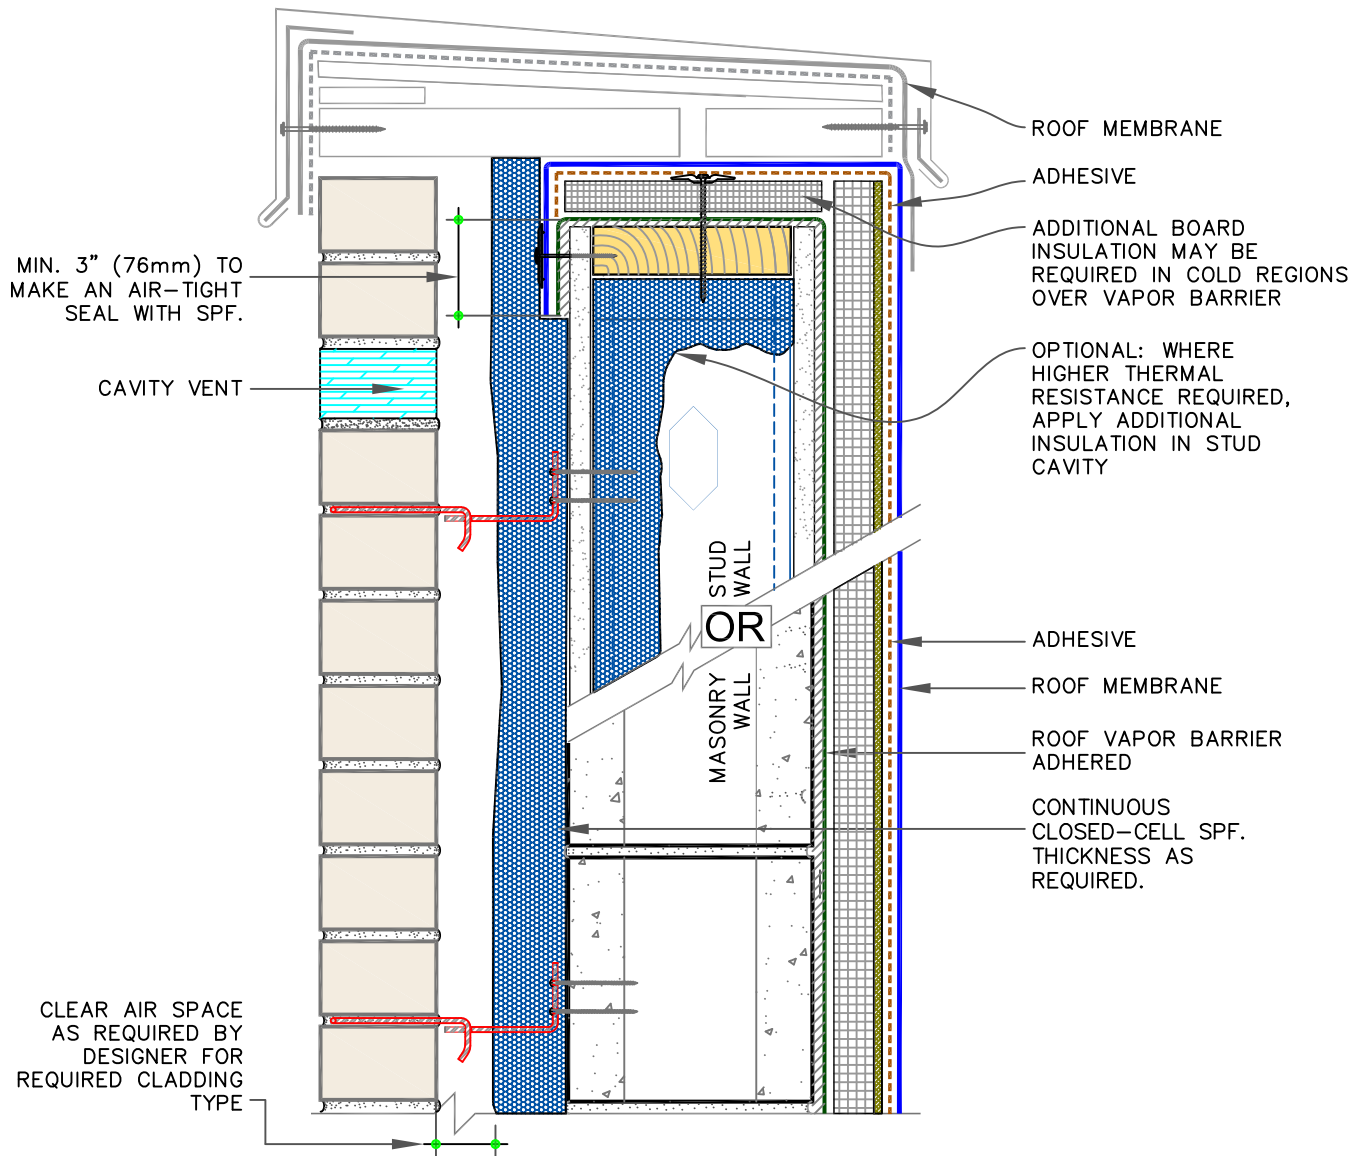 ROOF MEMBRANE
ADHESIVE
ADDITIONAL BOARD
INSULATION MAY BE
REQUIRED IN COLD REGIONS
OVER VAPOR BARRIER
MIN. 3” (76mm) TO
MAKE AN AIR-TIGHT
SEAL WITH SPF.
CAVITY VENT
OPTIONAL: WHERE
HIGHER THERMAL
RESISTANCE REQUIRED,
APPLY ADDITIONAL
INSULATION IN STUD
CAVITY
STUD
WALL
OR
MASONRY
WALL
ADHESIVE
ROOF MEMBRANE
ROOF VAPOR BARRIER
ADHERED
CONTINUOUS
CLOSED-CELL SPF.
THICKNESS AS
REQUIRED.
CLEAR AIR SPACE
AS REQUIRED BY
DESIGNER FOR
REQUIRED CLADDING
TYPE